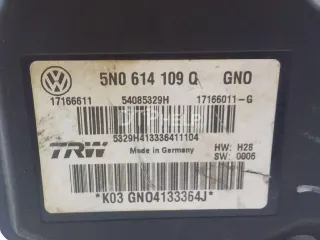 5N0 614 109 Q GNO
17166611 54085329H 17166011-G
5329H413336411104
TRW Made in Germany HW: H28
SW: 0006
*K03 GNO4133364J*